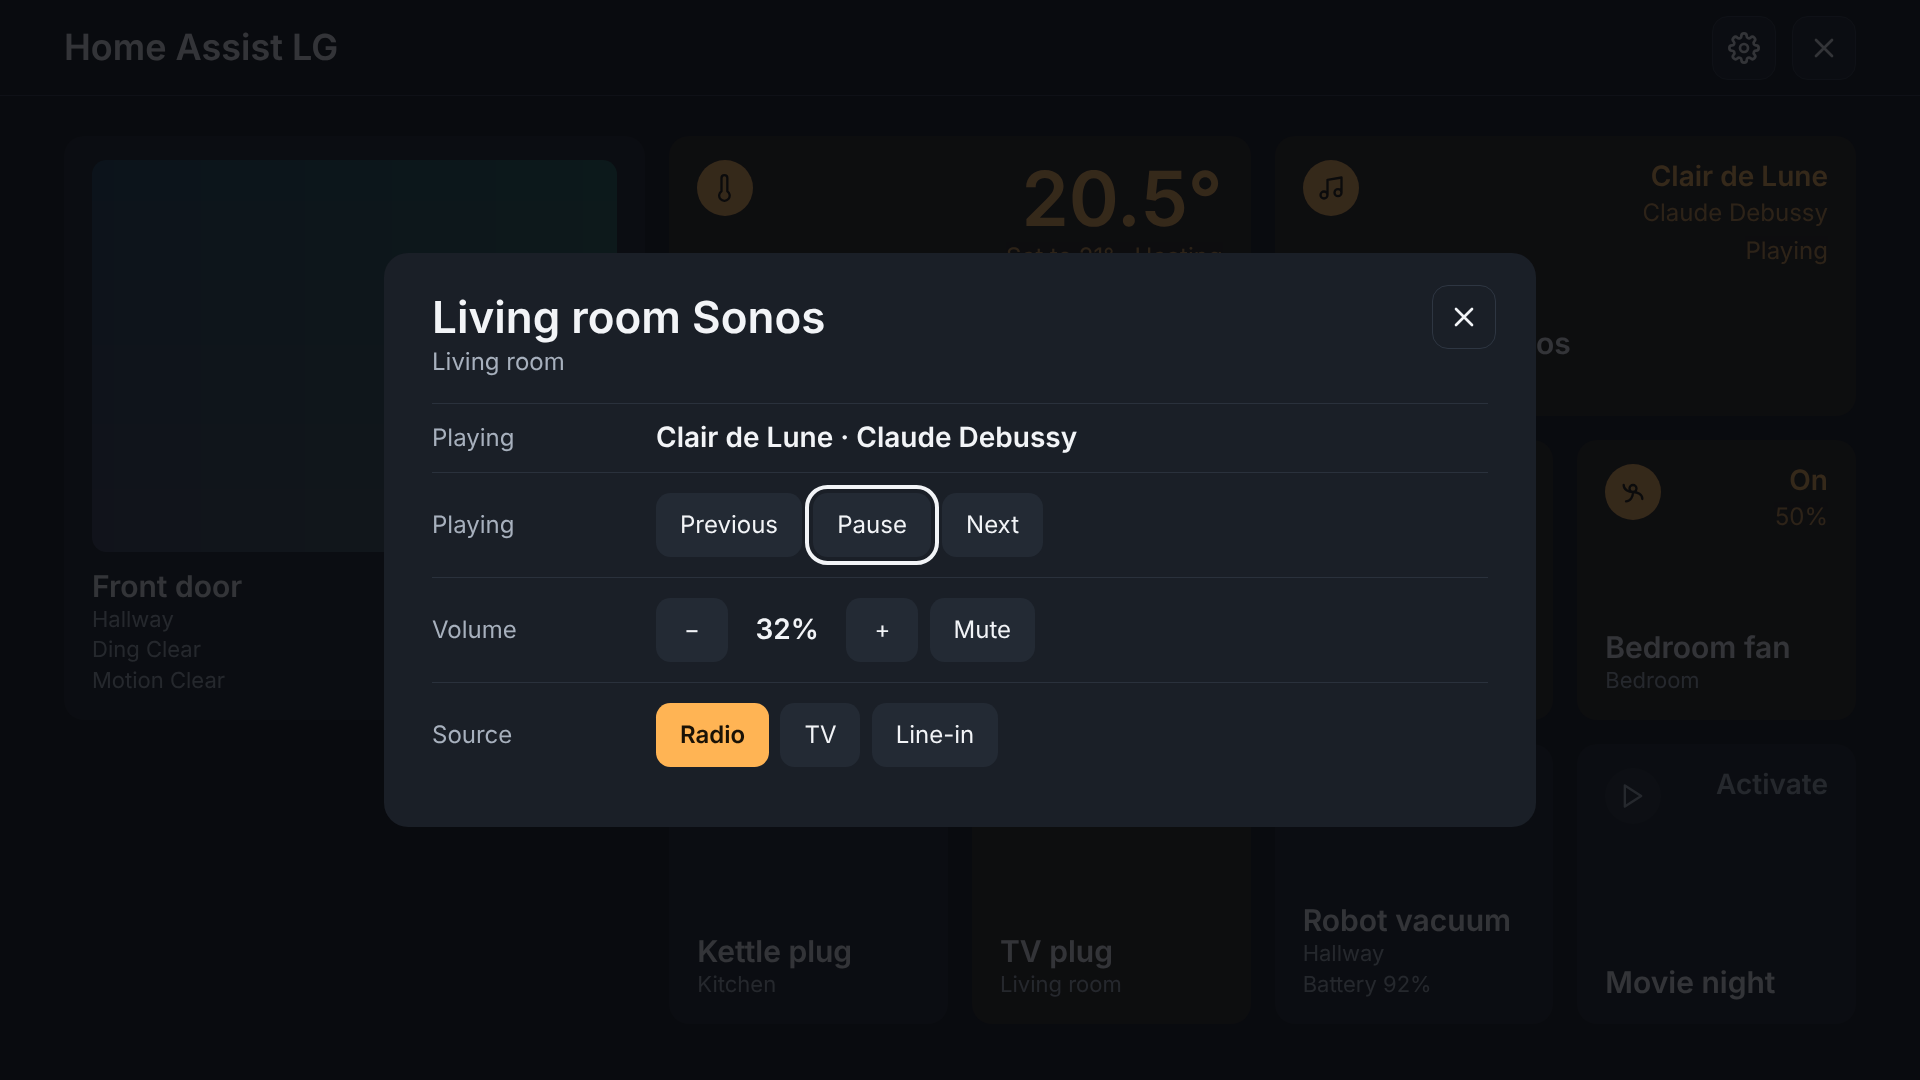 Home Assist LG
20.5°
Clair de Lune
Claude Debussy
Playing
Living room Sonos
Living room
Playing
Clair de Lune · Claude Debussy
Playing
Previous
Pause
Next
Volume
−
32%
+
Mute
Source
Radio
TV
Line-in
os
Front door
Hallway
Ding Clear
Motion Clear
On
50%
Bedroom fan
Bedroom
Kettle plug
Kitchen
TV plug
Living room
Robot vacuum
Hallway
Battery 92%
Activate
Movie night